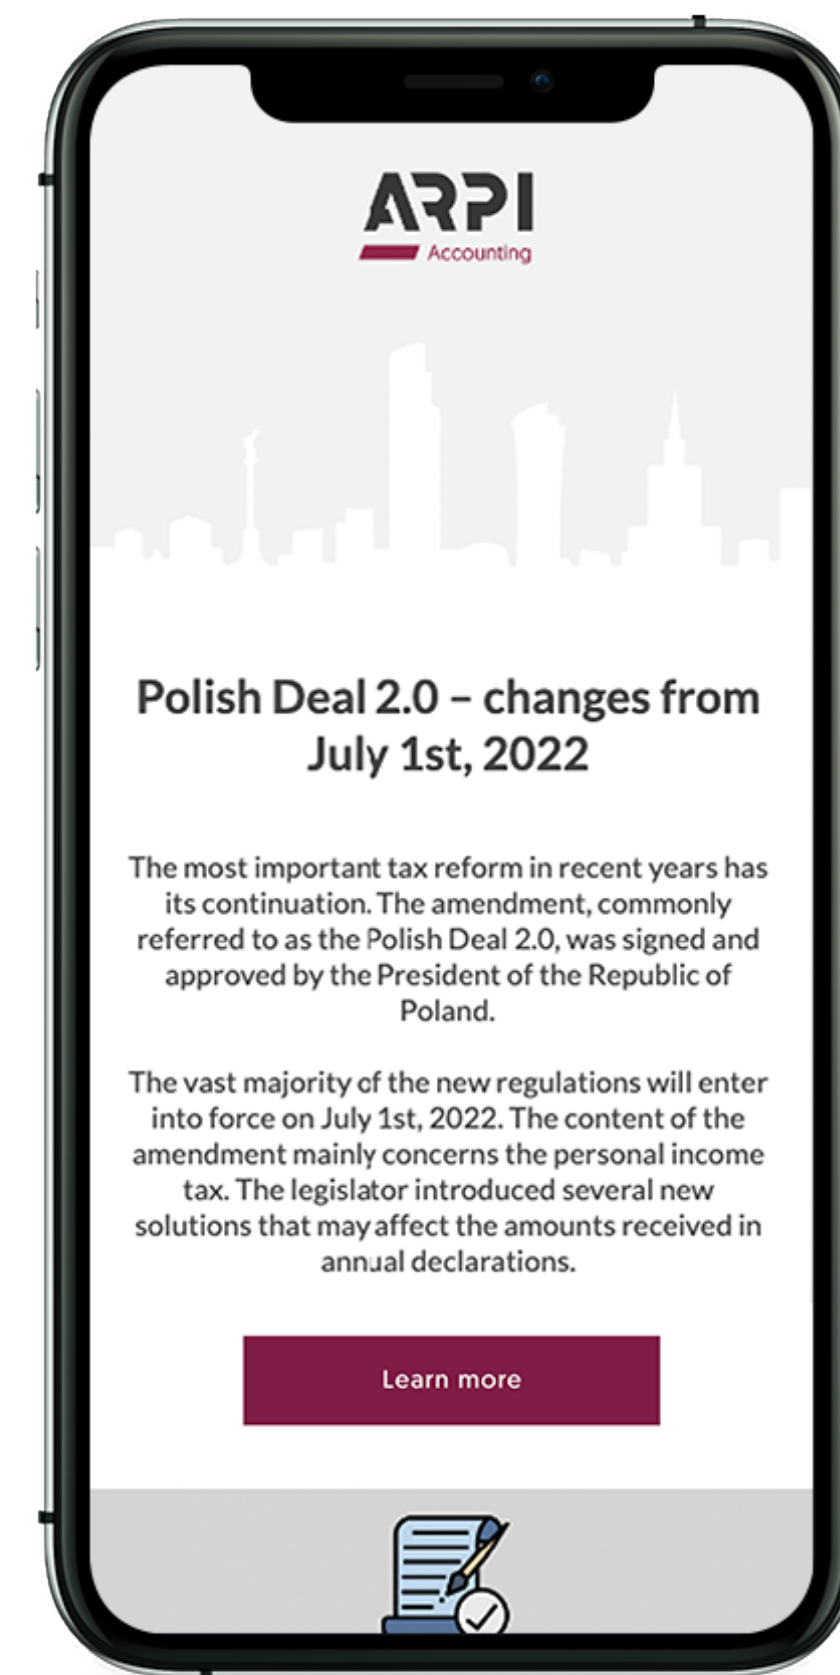 ARPI
Accounting
Polish Deal 2.0 – changes from
July 1st, 2022
The most important tax reform in recent years has
its continuation. The amendment, commonly
referred to as the Polish Deal 2.0, was signed and
approved by the President of the Republic of
Poland.
The vast majority of the new regulations will enter
into force on July 1st, 2022. The content of the
amendment mainly concerns the personal income
tax. The legislator introduced several new
solutions that may affect the amounts received in
annual declarations.
Learn more